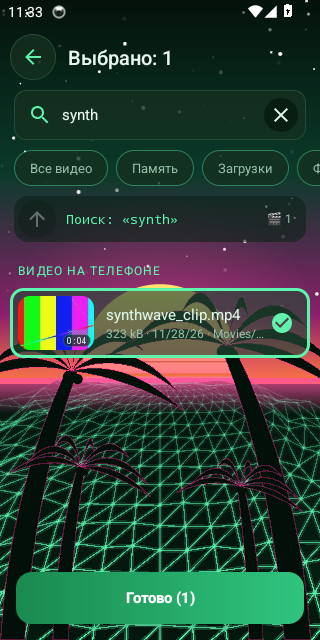 11:33
Выбрано: 1
synth
Все видео
Память
Загрузки
Поиск: «synth»
1
ВИДЕО НА ТЕЛЕФОНЕ
synthwave_clip.mp4
0:04
323 kB · 11/28/26 · Movies/…
Готово (1)